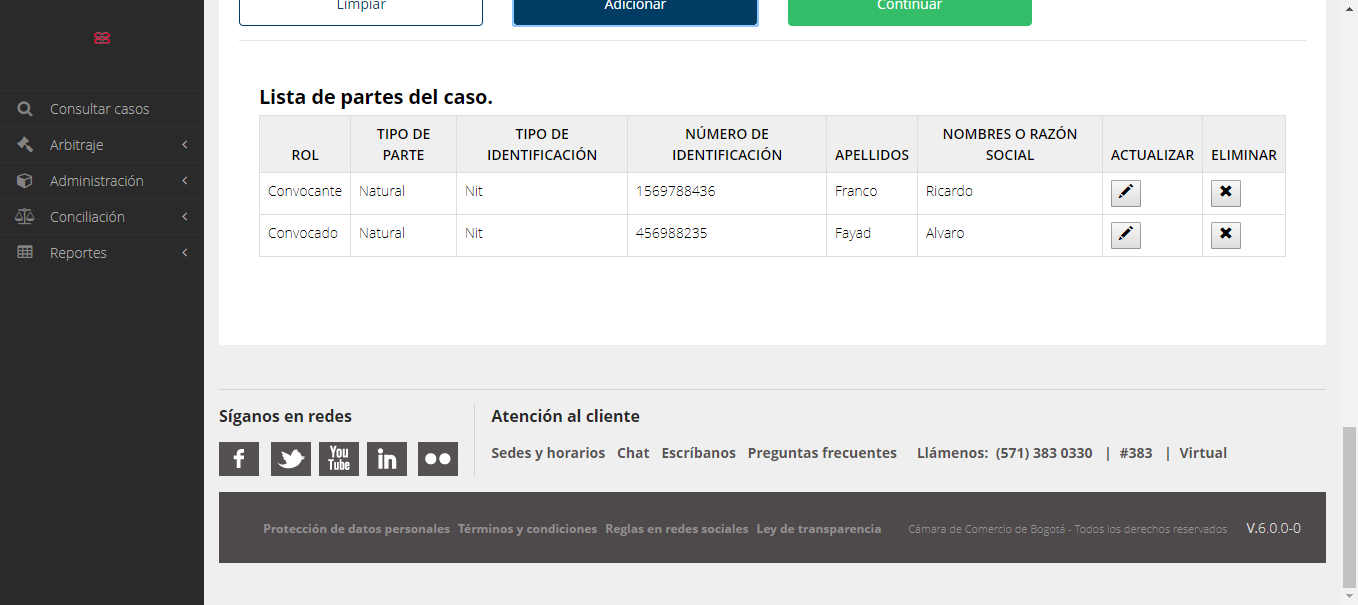 Limpiar Adicionar Continuar
Consultar casos
Arbitraje
Administración
Conciliación
Reportes
Lista de partes del caso.
ROL TIPO DE PARTE TIPO DE IDENTIFICACIÓN NÚMERO DE IDENTIFICACIÓN APELLIDOS NOMBRES O RAZÓN SOCIAL ACTUALIZAR ELIMINAR
Convocante Natural Nit 1569788436 Franco Ricardo
Convocado Natural Nit 456988235 Fayad Alvaro
Síganos en redes
f You Tube in
Atención al cliente
Sedes y horarios Chat Escríbanos Preguntas frecuentes Llámenos: (571) 383 0330 | #383 | Virtual
Protección de datos personales Términos y condiciones Reglas en redes sociales Ley de transparencia Cámara de Comercio de Bogotá - Todos los derechos reservados V.6.0.0-0